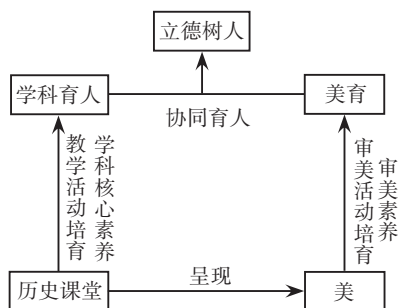 立德树人
学科育人
美育
协同育人
教学活动培育
学科核心素养
审美活动培育
审美素养
历史课堂
呈现
美